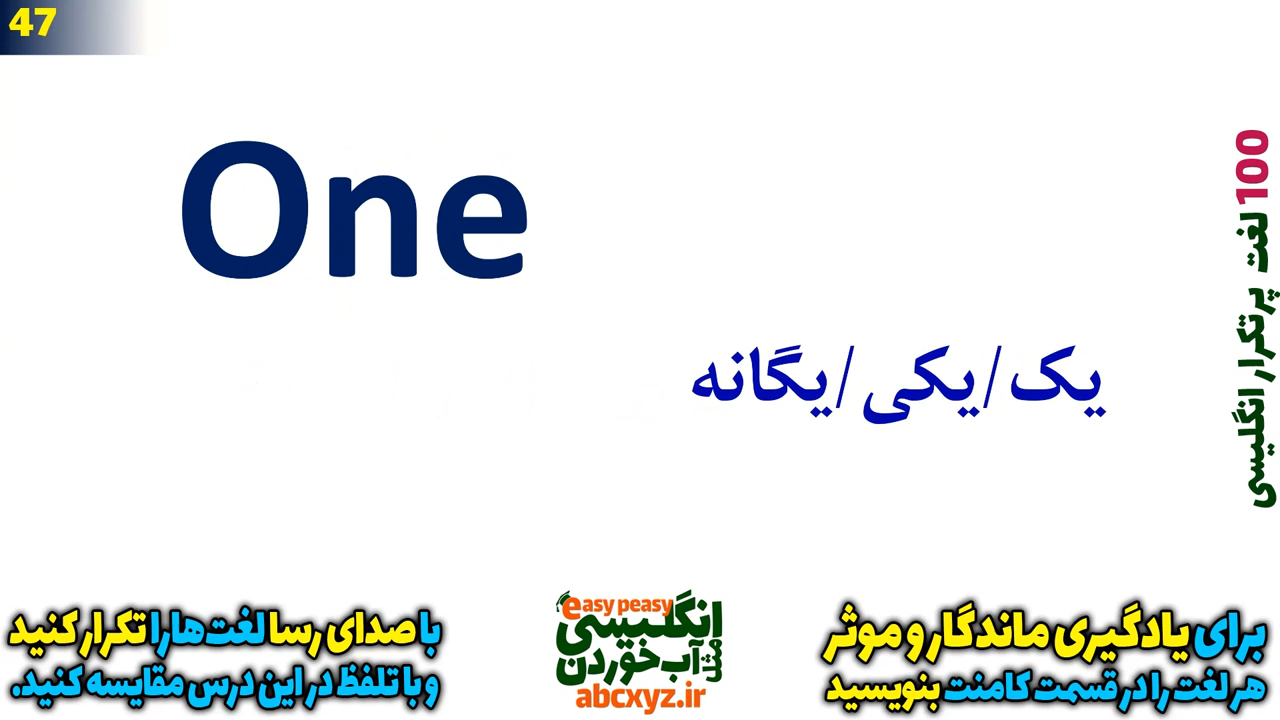 47
One
یک/یکی/یگانه
100 لغت پرتکرار انگلیسی
با صدای رسا لغت‌ها را تکرار کنید
و با تلفظ در این درس مقایسه کنید.
easy peasy
انگلیسی
مثل آب خوردن
abcxyz.ir
برای یادگیری ماندگار و موثر
هر لغت را در قسمت کامنت بنویسید